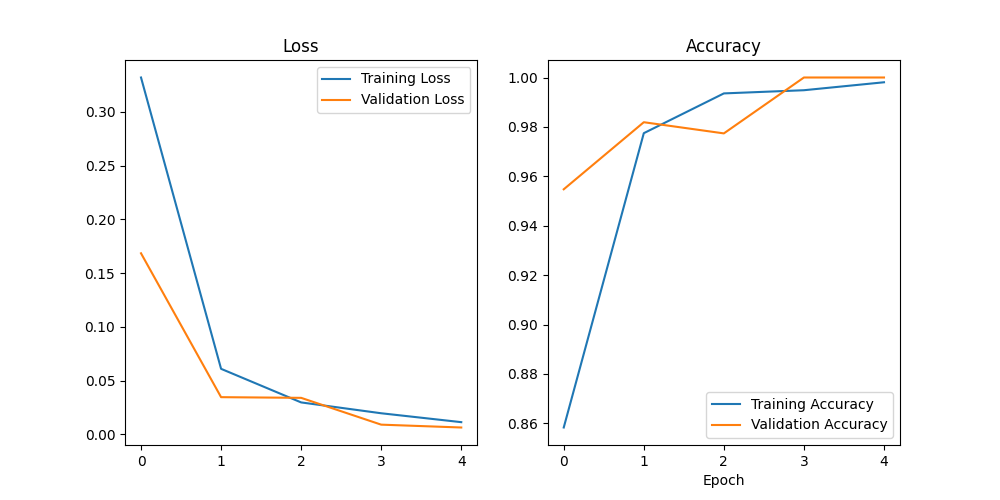 Loss
Training Loss
Validation Loss
0.30
0.25
0.20
0.15
0.10
0.05
0.00
0 1 2 3 4
Accuracy
1.00
0.98
0.96
0.94
0.92
0.90
0.88
0.86
Training Accuracy
Validation Accuracy
0 1 2 3 4
Epoch